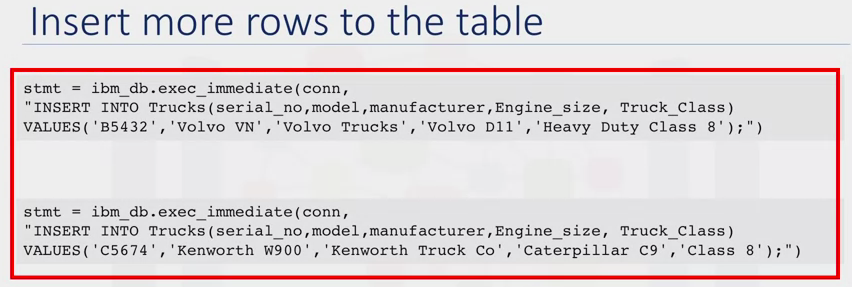 Insert more rows to the table
stmt = ibm_db.exec_immediate(conn,
"INSERT INTO Trucks(serial_no,model,manufacturer,Engine_size, Truck_Class)
VALUES('B5432','Volvo VN','Volvo Trucks','Volvo D11','Heavy Duty Class 8');")
stmt = ibm_db.exec_immediate(conn,
"INSERT INTO Trucks(serial_no,model,manufacturer,Engine_size, Truck_Class)
VALUES('C5674','Kenworth W900','Kenworth Truck Co','Caterpillar C9','Class 8');")